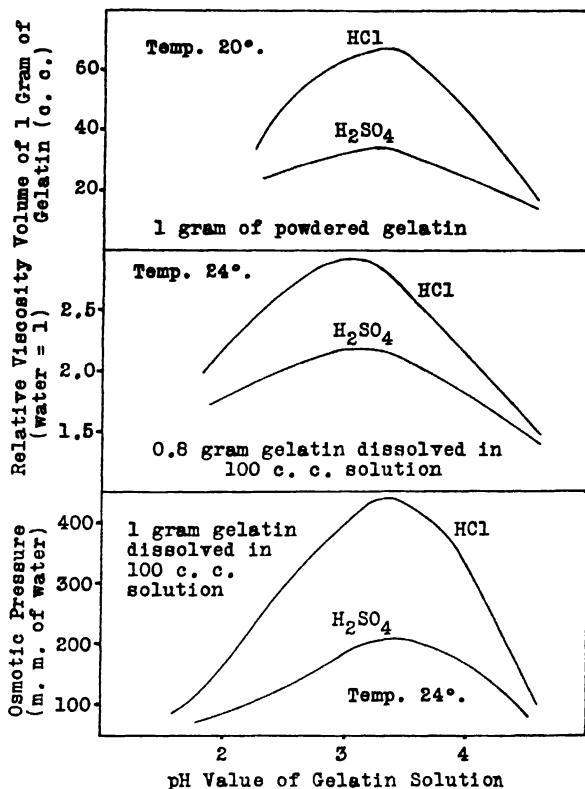 Volume of 1 Gram of
Gelatin (c. c.)
60
40
20
Temp. 20°.
HCl
H₂SO₄
1 gram of powdered gelatin
Relative Viscosity
(water = 1)
2.5
2.0
1.5
Temp. 24°.
HCl
H₂SO₄
0.8 gram gelatin dissolved in
100 c. c. solution
Osmotic Pressure
(m. m. of water)
400
300
200
100
1 gram gelatin
dissolved in
100 c. c.
solution
HCl
H₂SO₄
Temp. 24°.
2 3 4
pH Value of Gelatin Solution